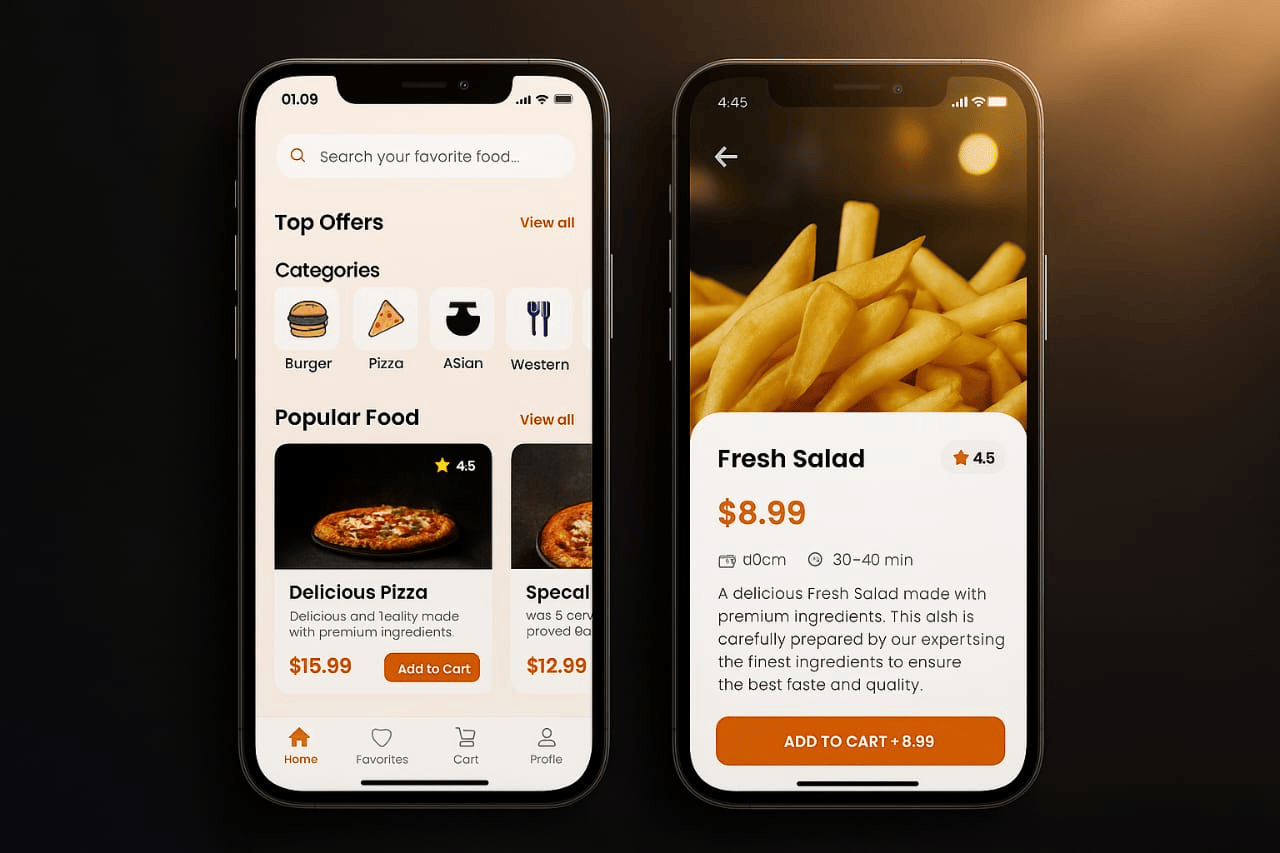 01.09
Search your favorite food...
Top Offers
View all
Categories
Burger
Pizza
ASian
Western
Popular Food
View all
4.5
Delicious Pizza
Delicious and 1eality made
with premium ingredients.
$15.99
Add to Cart
Specal
was 5 cerv
proved
$12.99
Home
Favorites
Cart
Profle
4:45
Fresh Salad
4.5
$8.99
30-40 min
A delicious Fresh Salad made with
premium ingredients. This alsh is
carefully prepared by our expertsing
the finest ingredients to ensure
the best faste and quality.
ADD TO CART + 8.99